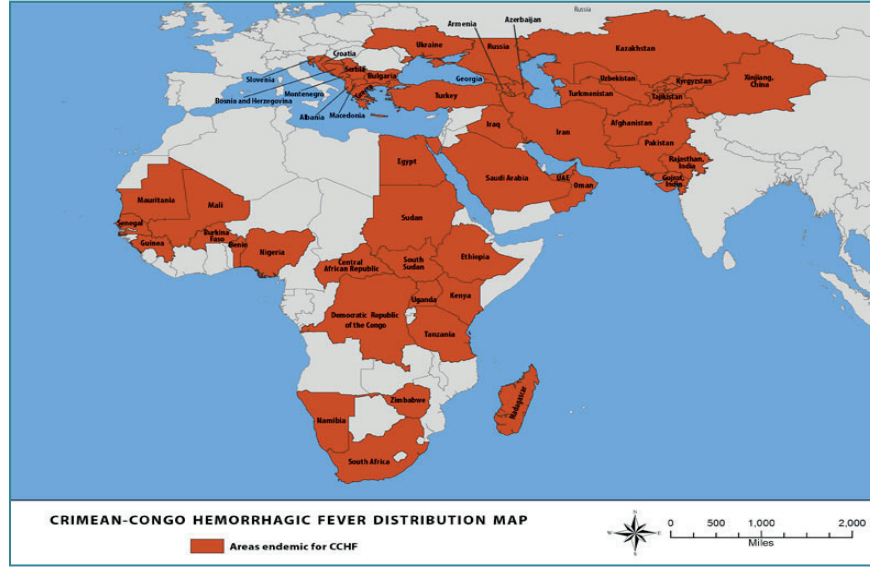 Russia
Armenia
Azerbaijan
Ukraine
Russia
Kazakhstan
Croatia
Slovenia
Serbia
Bulgaria
Georgia
Uzbekistan
Kyrgyzstan
Xinjiang,
China
Bosnia and Herzegovina
Montenegro
Turkmenistan
Tajikistan
Albania
Macedonia
Greece
Turkey
Iraq
Iran
Afghanistan
Pakistan
Rajasthan,
India
Gujrat,
India
Egypt
Saudi Arabia
UAE
Oman
Mauritania
Mali
Senegal
Guinea
Burkina
Faso
Benin
Nigeria
Sudan
Central
African Republic
South
Sudan
Ethiopia
Uganda
Kenya
Democratic Republic
of the Congo
Tanzania
Zimbabwe
Madagascar
Namibia
South Africa
CRIMEAN-CONGO HEMORRHAGIC FEVER DISTRIBUTION MAP
Areas endemic for CCHF
N
W
E
S
0 500 1,000 2,000
Miles